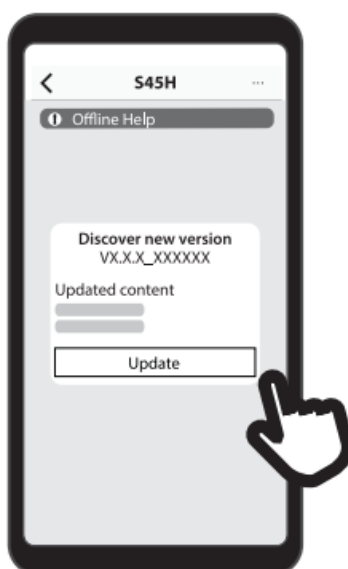 S45H
Offline Help
Discover new version
VX.X.X_XXXXXX
Updated content
Update